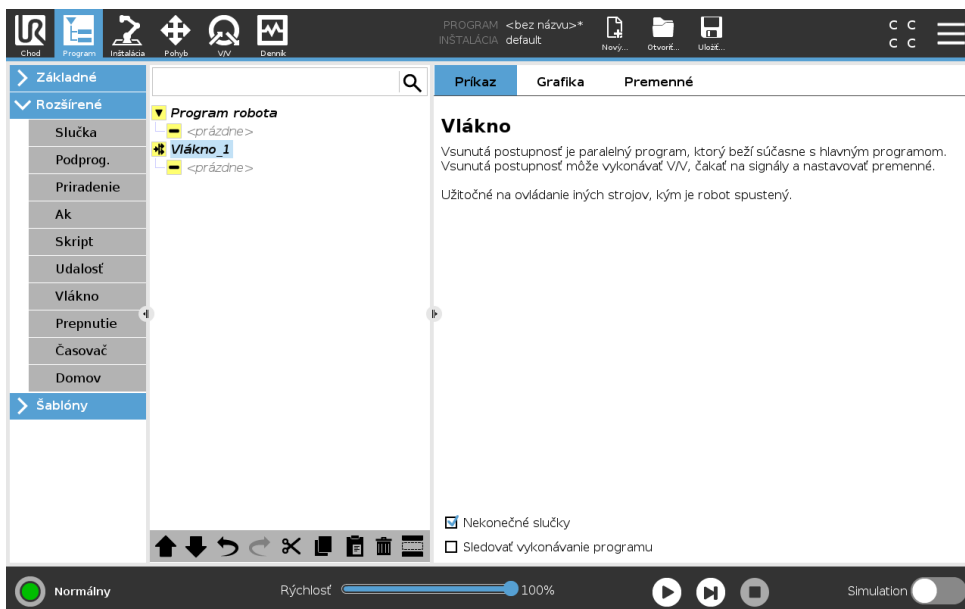 PROGRAM <bez názvu>*
INŠTALÁCIA default
Chod Program Inštalácia Pohyb V/V Denník Nový... Otvoriť... Uložiť...
C C
C C
Základné
Rozšírené
Slučka
Podprog.
Priradenie
Ak
Skript
Udalosť
Vlákno
Prepnutie
Časovač
Domov
Šablóny
Program robota
<prázdne>
Vlákno_1
<prázdne>
Príkaz Grafika Premenné
Vlákno
Vsunutá postupnosť je paralelný program, ktorý beží súčasne s hlavným programom.
Vsunutá postupnosť môže vykonávať V/V, čakať na signály a nastavovať premenné.
Užitočné na ovládanie iných strojov, kým je robot spustený.
Nekonečné slučky
Sledovať vykonávanie programu
Normálny Rýchlosť 100% Simulation